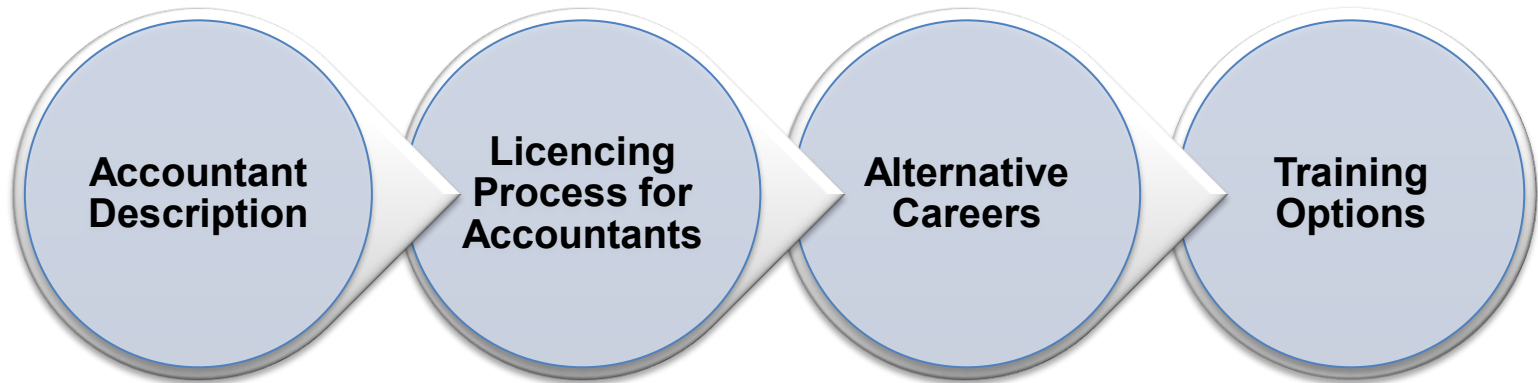 Accountant
Description
Licencing
Process for
Accountants
Alternative
Careers
Training
Options